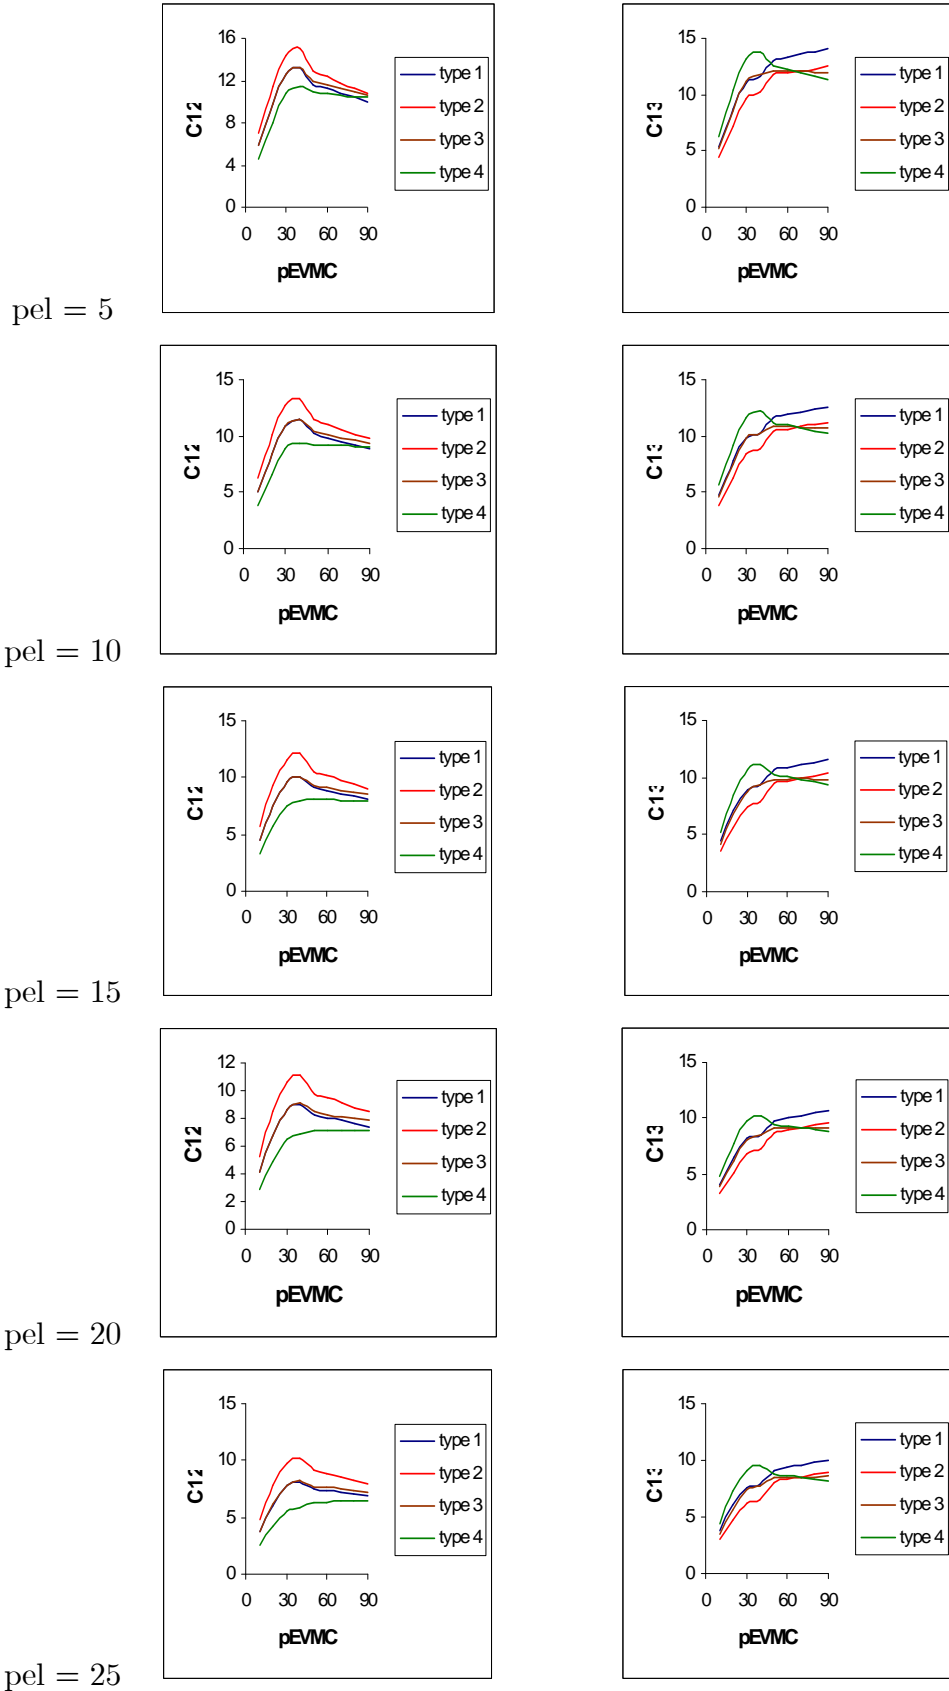 16
12
8
4
0
0 30 60 90
C12
pEVMC
type 1
type 2
type 3
type 4
15
10
5
0
0 30 60 90
C13
pEVMC
type 1
type 2
type 3
type 4
pel = 5
15
10
5
0
0 30 60 90
C12
pEVMC
type 1
type 2
type 3
type 4
15
10
5
0
0 30 60 90
C13
pEVMC
type 1
type 2
type 3
type 4
pel = 10
15
10
5
0
0 30 60 90
C12
pEVMC
type 1
type 2
type 3
type 4
15
10
5
0
0 30 60 90
C13
pEVMC
type 1
type 2
type 3
type 4
pel = 15
12
10
8
6
4
2
0
0 30 60 90
C12
pEVMC
type 1
type 2
type 3
type 4
15
10
5
0
0 30 60 90
C13
pEVMC
type 1
type 2
type 3
type 4
pel = 20
15
10
5
0
0 30 60 90
C12
pEVMC
type 1
type 2
type 3
type 4
15
10
5
0
0 30 60 90
C13
pEVMC
type 1
type 2
type 3
type 4
pel = 25